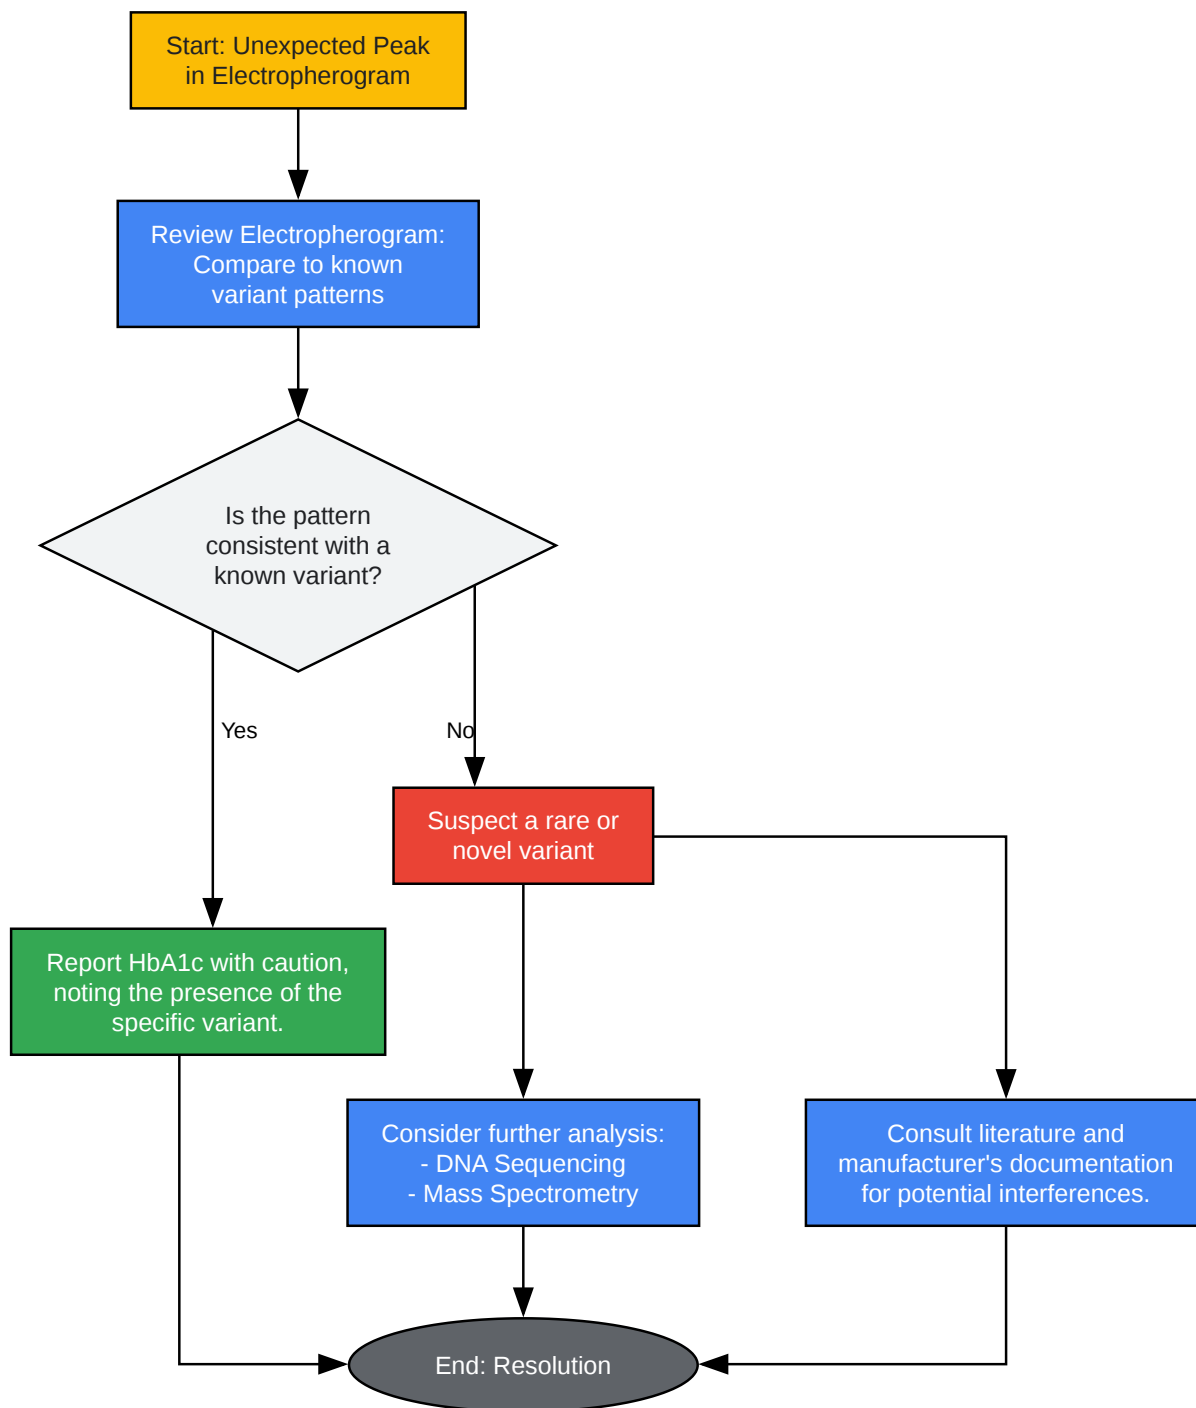 Start: Unexpected Peak
in Electropherogram
Review Electropherogram:
Compare to known
variant patterns
Is the pattern
consistent with a
known variant?
Yes
No
Suspect a rare or
novel variant
Report HbA1c with caution,
noting the presence of the
specific variant.
Consider further analysis:
- DNA Sequencing
- Mass Spectrometry
Consult literature and
manufacturer's documentation
for potential interferences.
End: Resolution